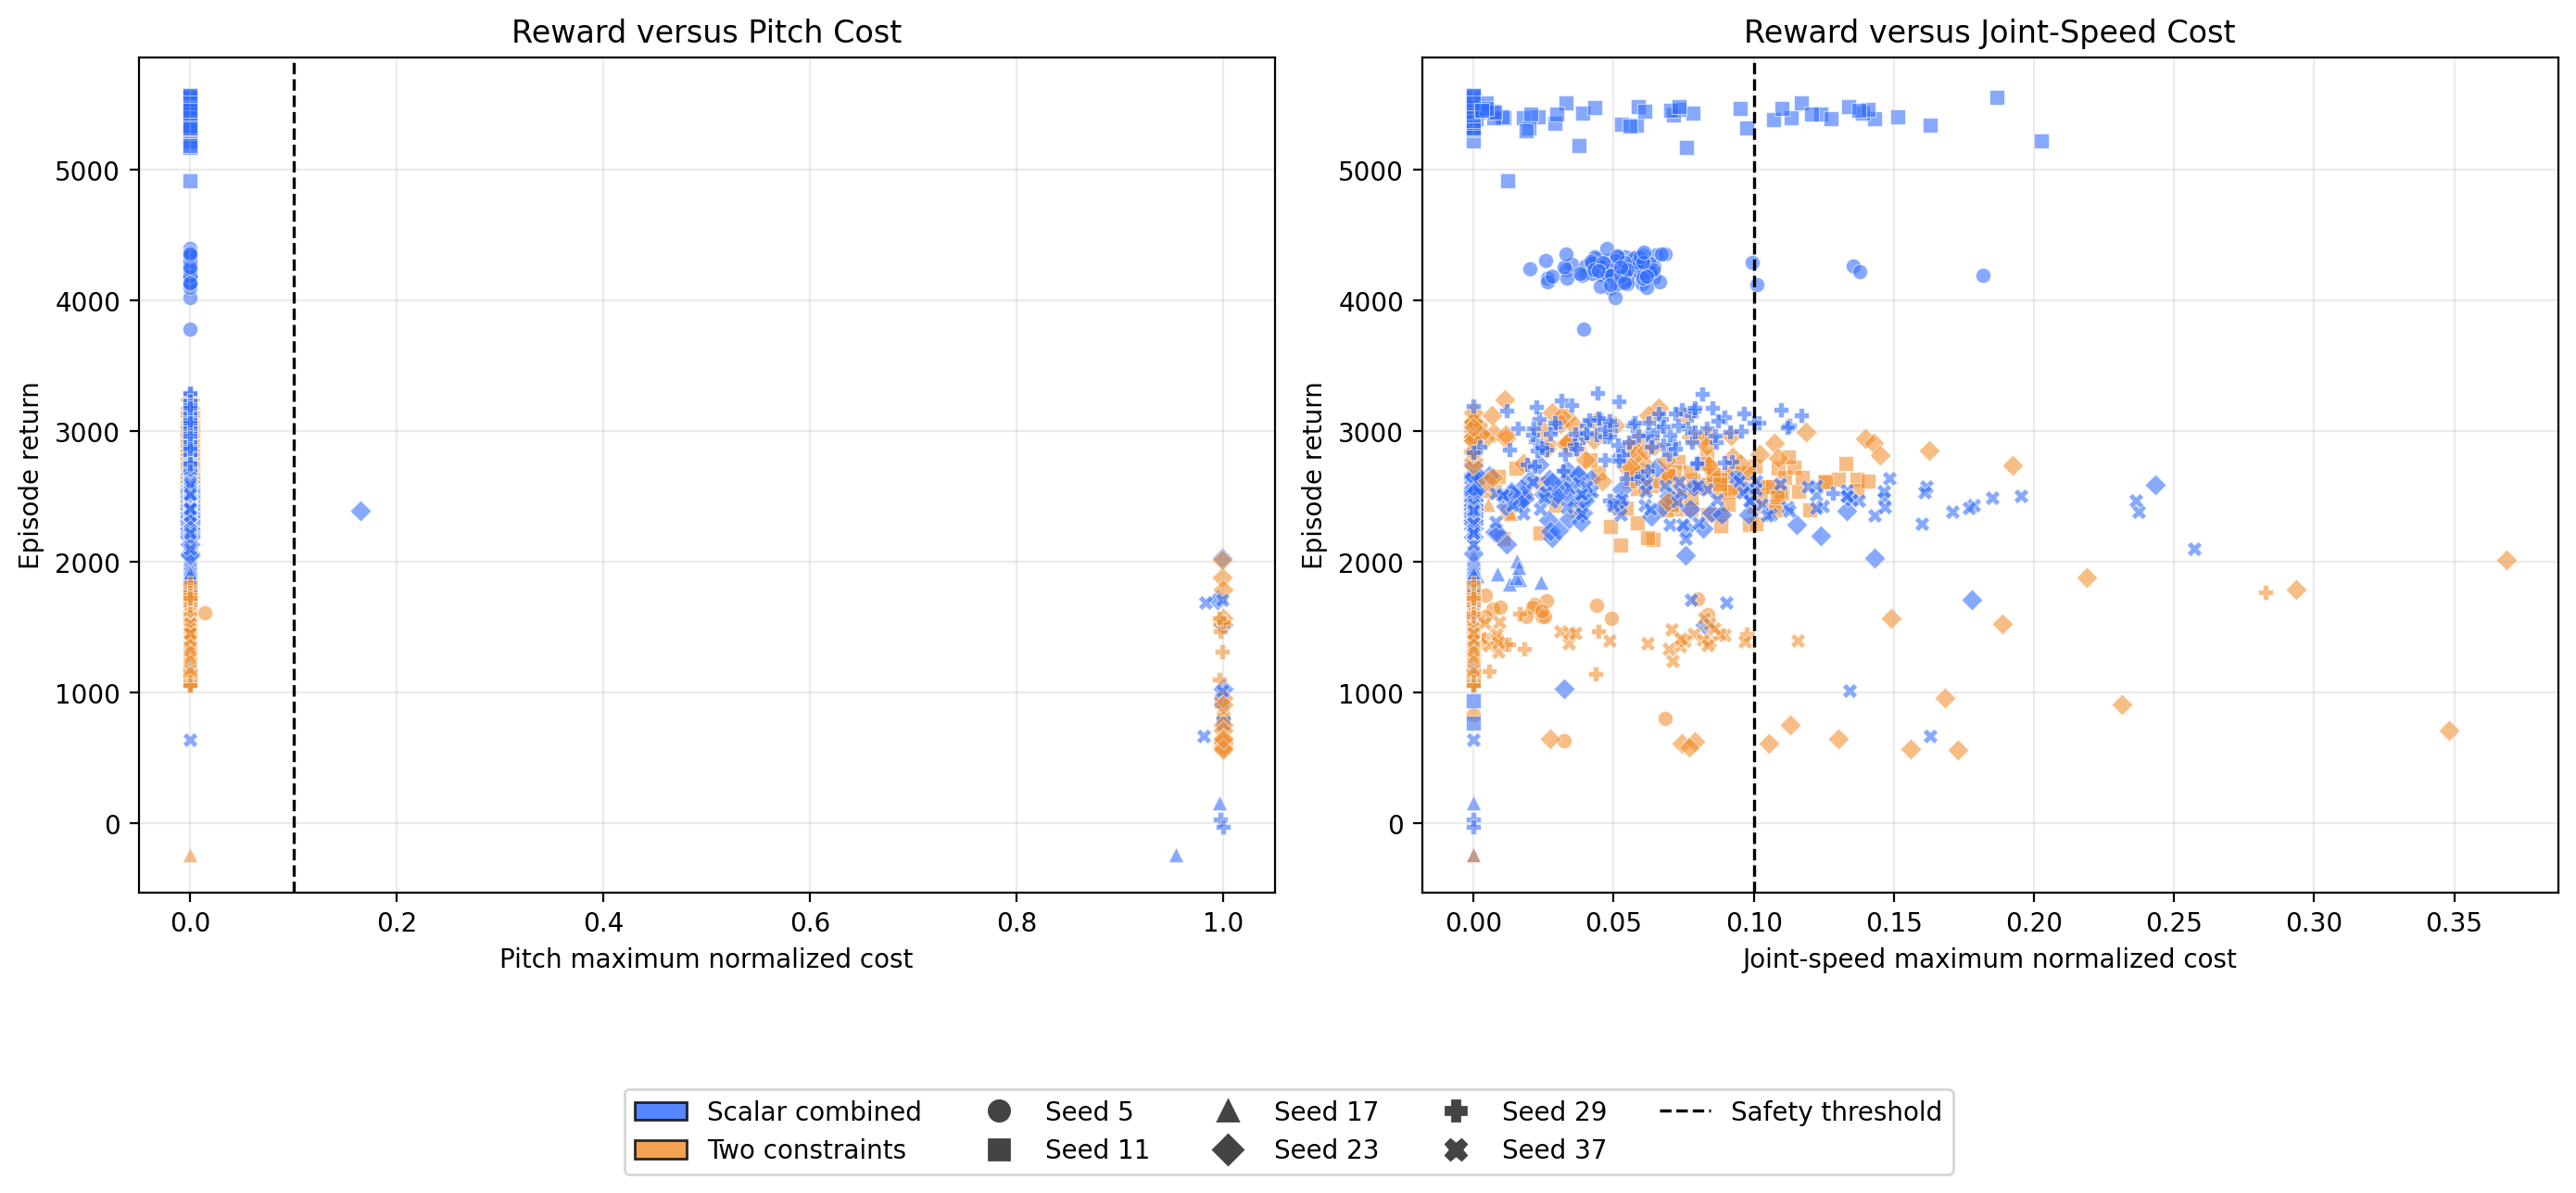 Reward versus Pitch Cost
Episode return
5000
4000
3000
2000
1000
0
0.0 0.2 0.4 0.6 0.8 1.0
Pitch maximum normalized cost
Reward versus Joint-Speed Cost
Episode return
5000
4000
3000
2000
1000
0
0.00 0.05 0.10 0.15 0.20 0.25 0.30 0.35
Joint-speed maximum normalized cost
Scalar combined Seed 5 Seed 17 Seed 29 Safety threshold
Two constraints Seed 11 Seed 23 Seed 37